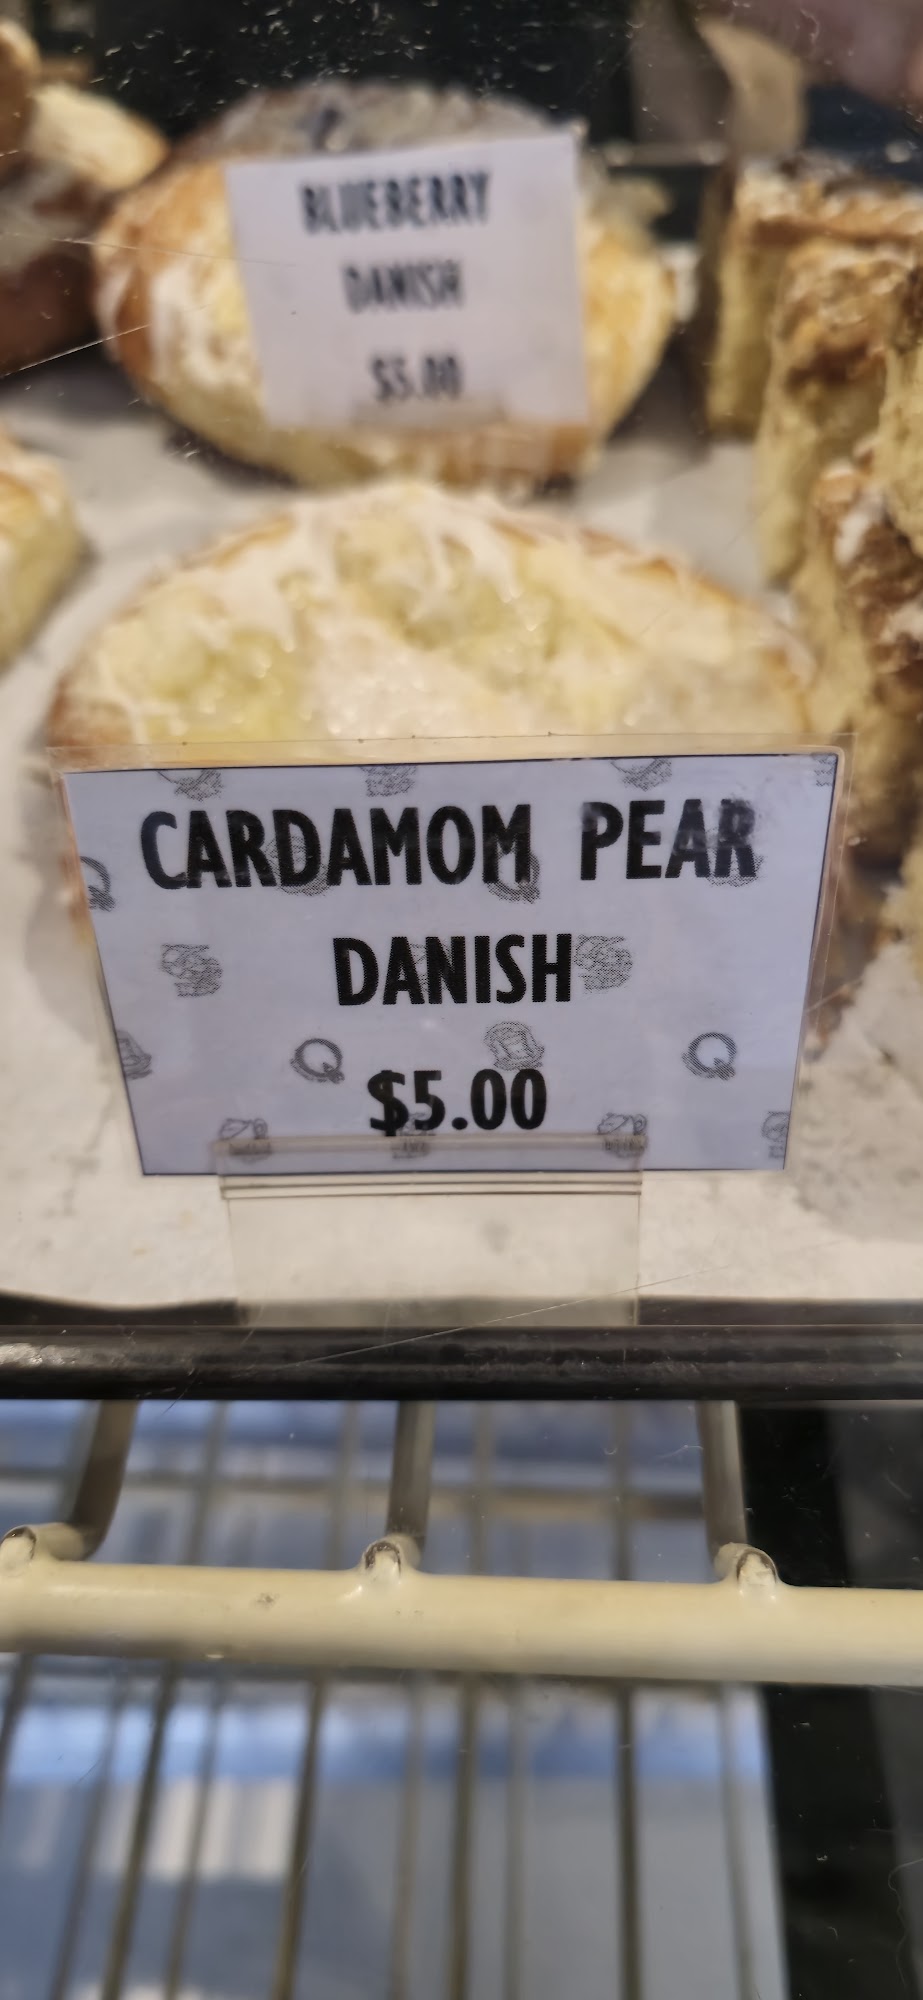 BLUEBERRY
DANISH
$5.00
CARDAMOM PEAR
DANISH
$5.00